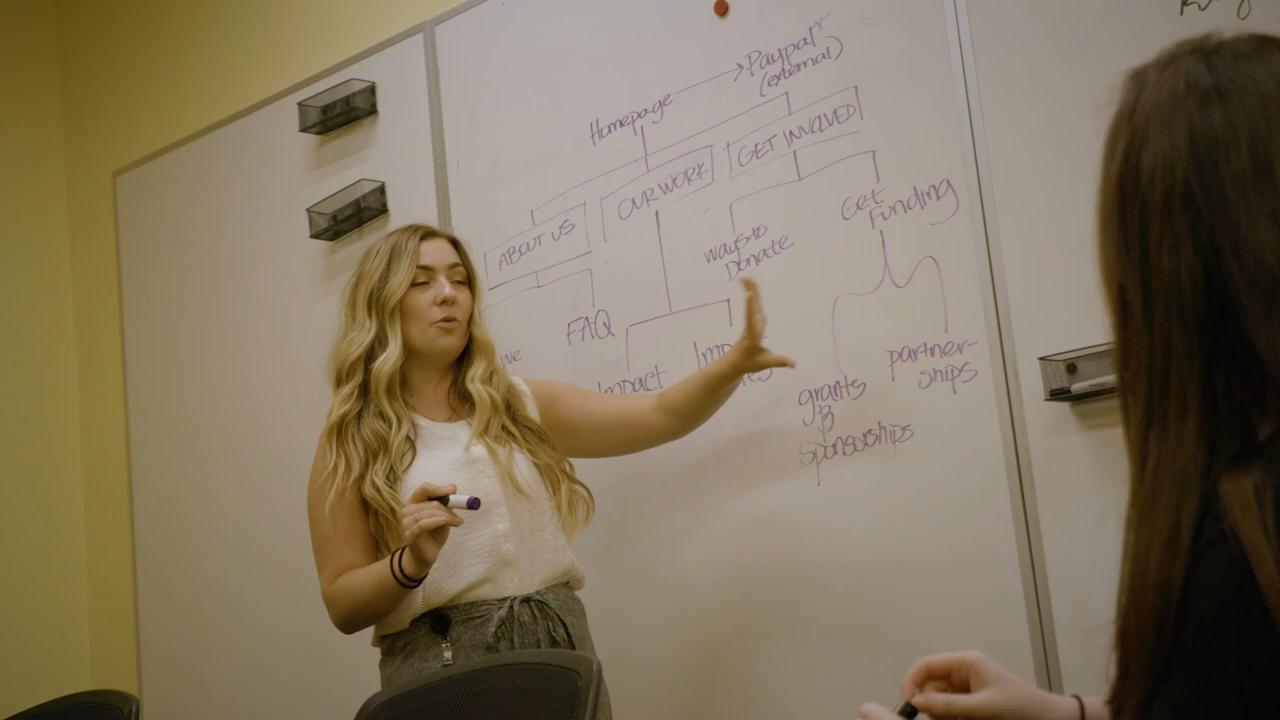 Paypal*
(external)
Homepage
GET INVOLVED
OUR WORK
ABOUT US
Get
Funding
ways to
Donate
FAQ
we
Impact
partner-
ships
grants
&
sponsorships